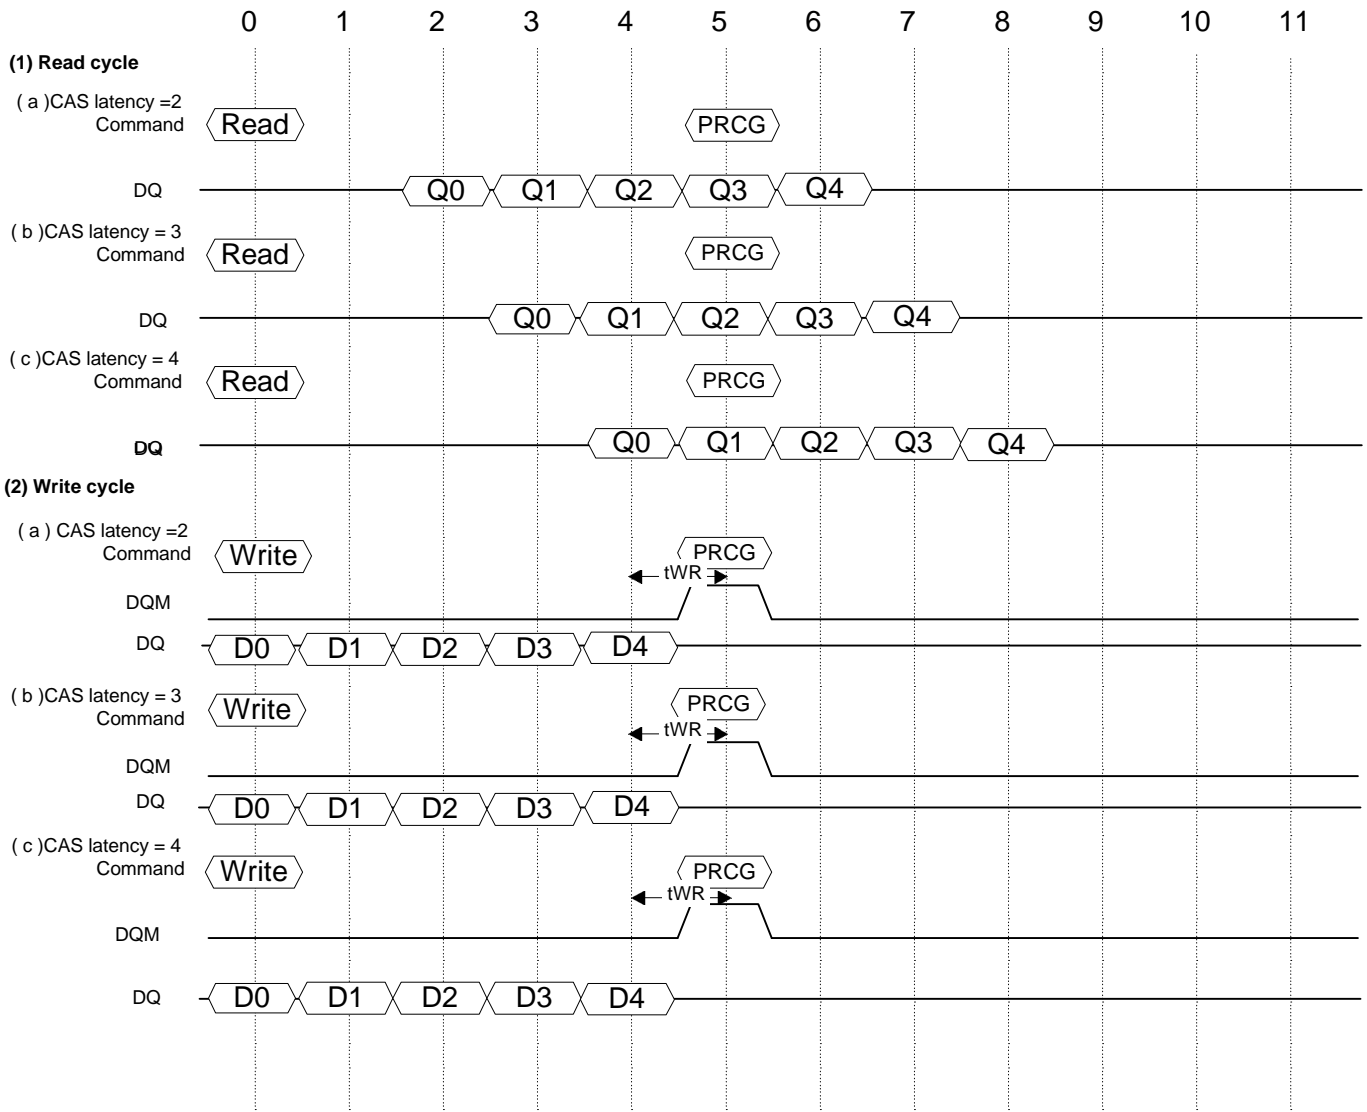 0 1 2 3 4 5 6 7 8 9 10 11
(1) Read cycle
( a )CAS latency =2
Command Read PRCG
DQ Q0 Q1 Q2 Q3 Q4
( b )CAS latency = 3
Command Read PRCG
DQ Q0 Q1 Q2 Q3 Q4
( c )CAS latency = 4
Command Read PRCG
DQ Q0 Q1 Q2 Q3 Q4
(2) Write cycle
( a ) CAS latency =2
Command Write PRCG
tWR
DQM
DQ D0 D1 D2 D3 D4
( b )CAS latency = 3
Command Write PRCG
tWR
DQM
DQ D0 D1 D2 D3 D4
( c )CAS latency = 4
Command Write PRCG
tWR
DQM
DQ D0 D1 D2 D3 D4